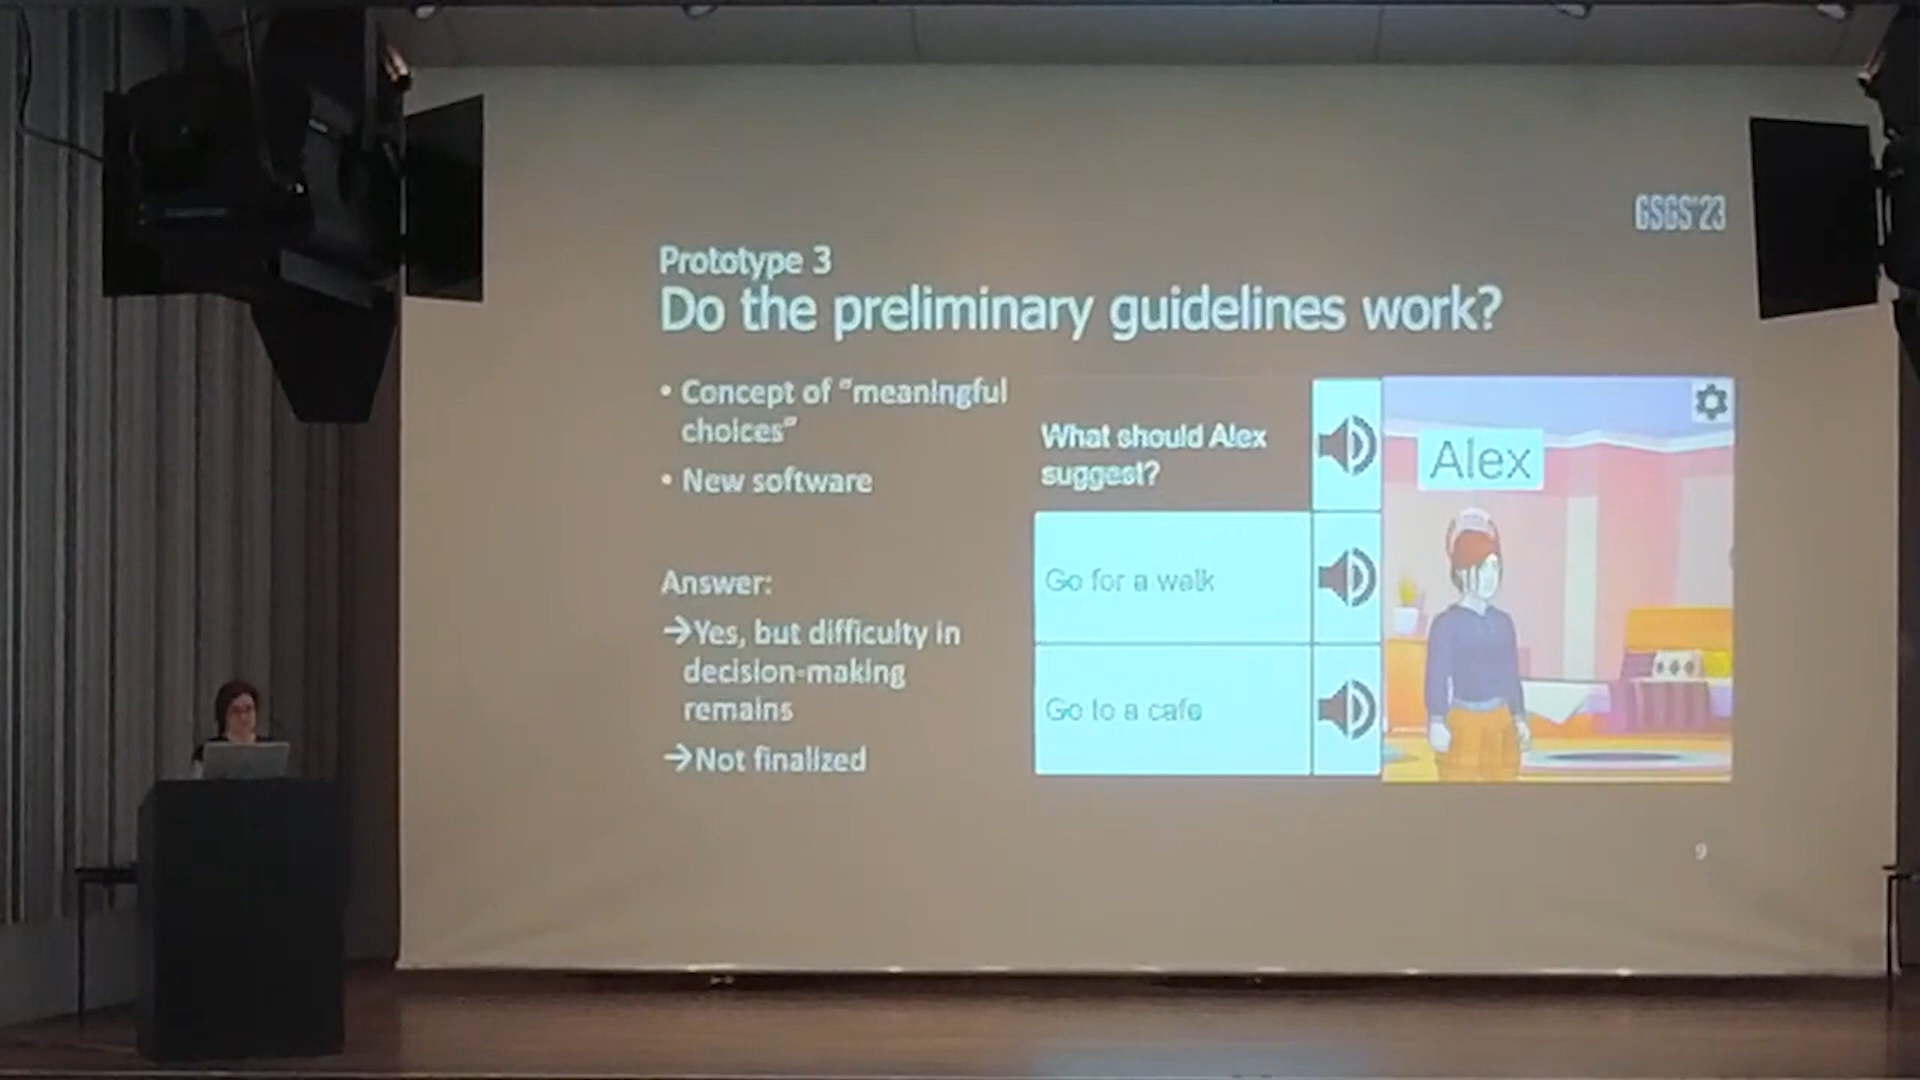 GSGS'23
Prototype 3
Do the preliminary guidelines work?
• Concept of "meaningful
choices"
• New software
Answer:
→Yes, but difficulty in
decision-making
remains
→Not finalized
What should Alex
suggest?
Go for a walk
Go to a cafe
Alex
9